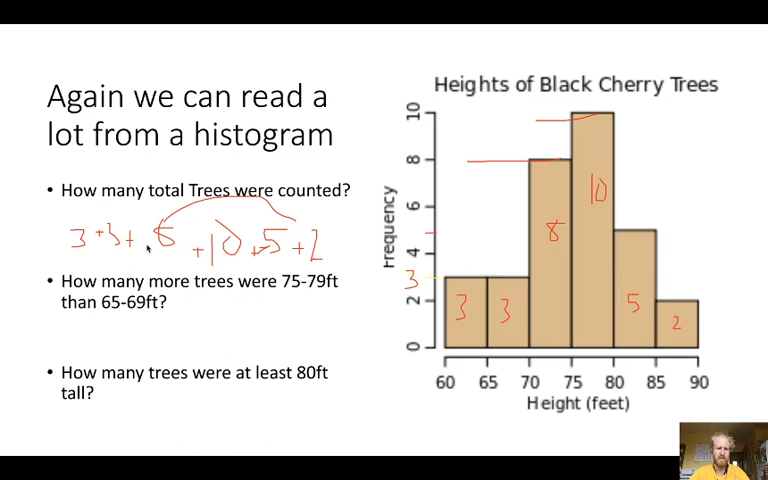 Again we can read a
lot from a histogram
• How many total Trees were counted?
3+3+8+10+5+2
• How many more trees were 75-79ft
than 65-69ft?
• How many trees were at least 80ft
tall?
Heights of Black Cherry Trees
Frequency
10
8
6
4
3
2
0
3
3
8
10
5
2
60 65 70 75 80 85 90
Height (feet)